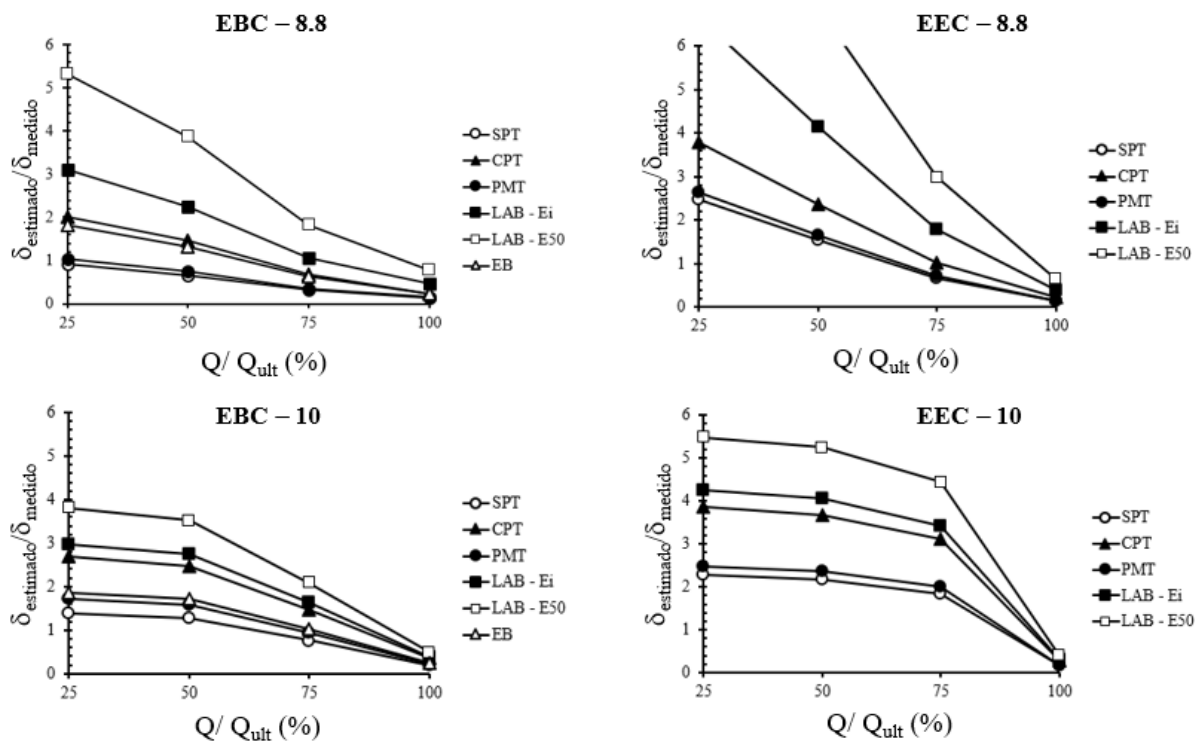 EBC – 8.8
6
5
4
3
2
1
0
25
50
75
100
δestimado/δmedido
Q/ Qult (%)
SPT
CPT
PMT
LAB - Ei
LAB - E50
EB
EEC – 8.8
6
5
4
3
2
1
0
25
50
75
100
δestimado/δmedido
Q/ Qult (%)
SPT
CPT
PMT
LAB - Ei
LAB - E50
EBC – 10
6
5
4
3
2
1
0
25
50
75
100
δestimado/δmedido
Q/ Qult (%)
SPT
CPT
PMT
LAB - Ei
LAB - E50
EB
EEC – 10
6
5
4
3
2
1
0
25
50
75
100
δestimado/δmedido
Q/ Qult (%)
SPT
CPT
PMT
LAB - Ei
LAB - E50